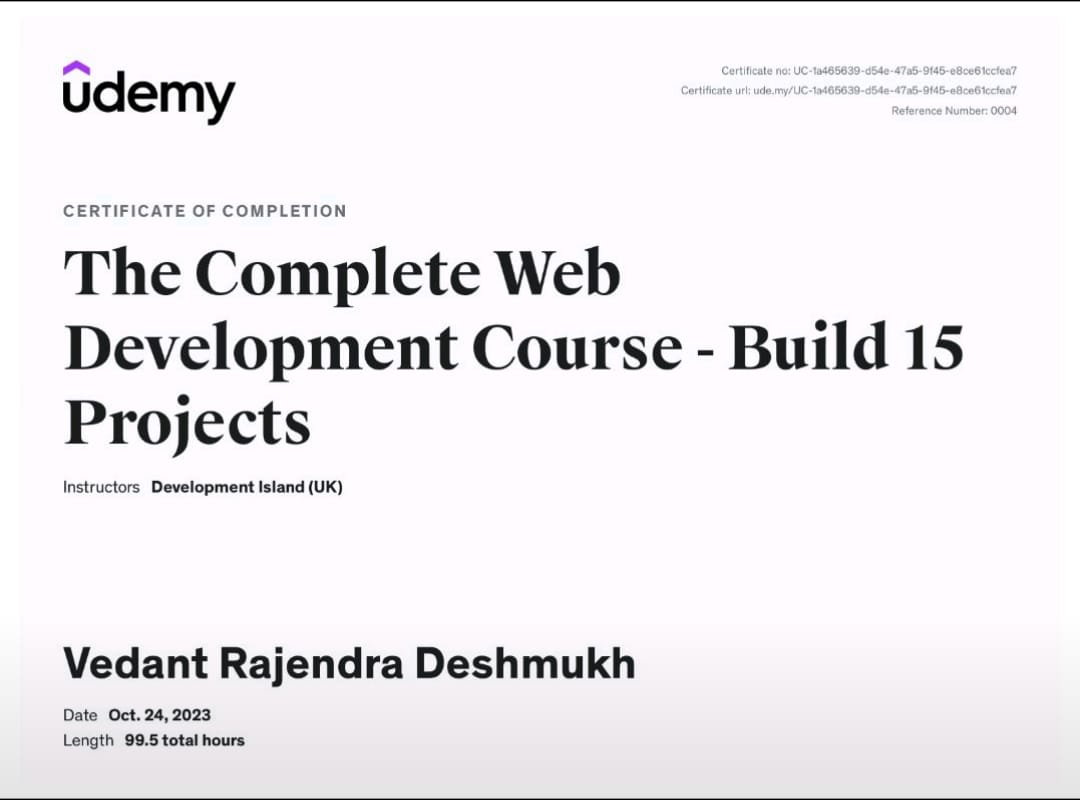 udemy
Certificate no: UC-1a465639-d54e-47a5-9f45-e8ce61ccfea7
Certificate url: ude.my/UC-1a465639-d54e-47a5-9f45-e8ce61ccfea7
Reference Number: 0004
CERTIFICATE OF COMPLETION
The Complete Web
Development Course - Build 15
Projects
Instructors Development Island (UK)
Vedant Rajendra Deshmukh
Date Oct. 24, 2023
Length 99.5 total hours